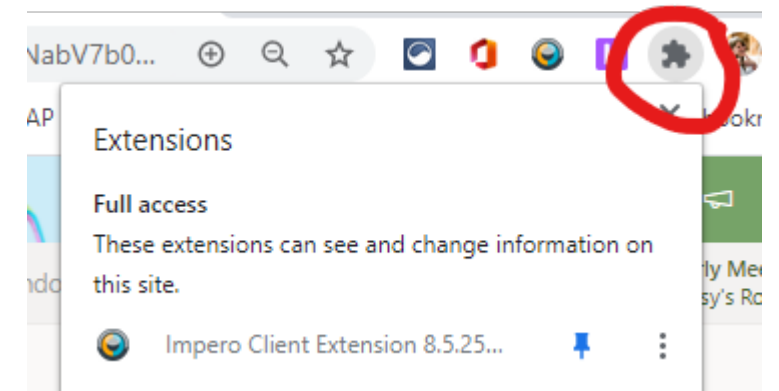 NabV7b0...
AP
Extensions
Full access
These extensions can see and change information on
this site.
Impero Client Extension 8.5.25...